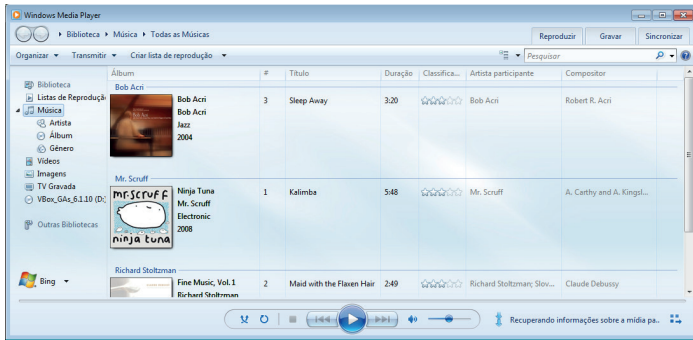 Windows Media Player
Biblioteca ▸ Música ▸ Todas as Músicas
Reproduzir Gravar Sincronizar
Organizar Transmitir Criar lista de reprodução Pesquisar
Álbum # Título Duração Classifica... Artista participante Compositor
Biblioteca
Listas de Reproduçã
Música
Artista
Álbum
Gênero
Vídeos
Imagens
TV Gravada
VBox_GAs_6.1.10 (D:)
Outras Bibliotecas
Bing
Bob Acri
Bob Acri 3 Sleep Away 3:20 Bob Acri Robert R. Acri
Bob Acri
Jazz
2004
Mr. Scruff
mr.scruff
ninja tuna
Ninja Tuna 1 Kalimba 5:48 Mr. Scruff A. Carthy and A. Kingsl...
Mr. Scruff
Electronic
2008
Richard Stoltzman
Fine Music, Vol.1 2 Maid with the Flaxen Hair 2:49 Richard Stoltzman; Slov... Claude Debussy
Richard Stoltzman
Recuperando informações sobre a mídia pa..